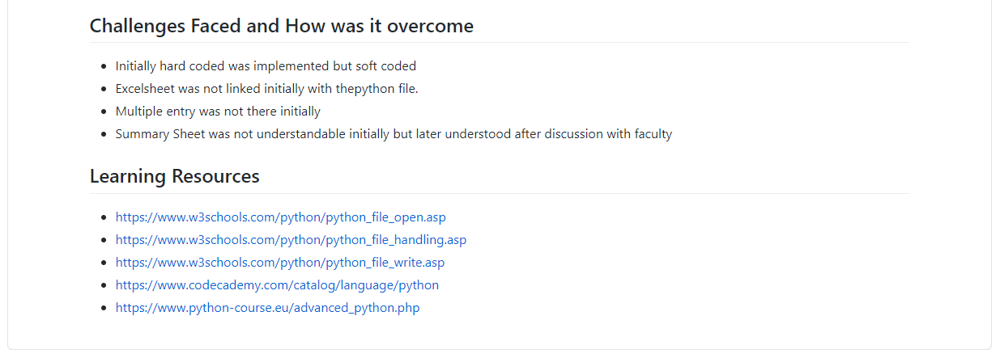 Challenges Faced and How was it overcome
Initially hard coded was implemented but soft coded
Excelsheet was not linked initially with thepython file.
Multiple entry was not there initially
Summary Sheet was not understandable initially but later understood after discussion with faculty
Learning Resources
https://www.w3schools.com/python/python_file_open.asp
https://www.w3schools.com/python/python_file_handling.asp
https://www.w3schools.com/python/python_file_write.asp
https://www.codecademy.com/catalog/language/python
https://www.python-course.eu/advanced_python.php